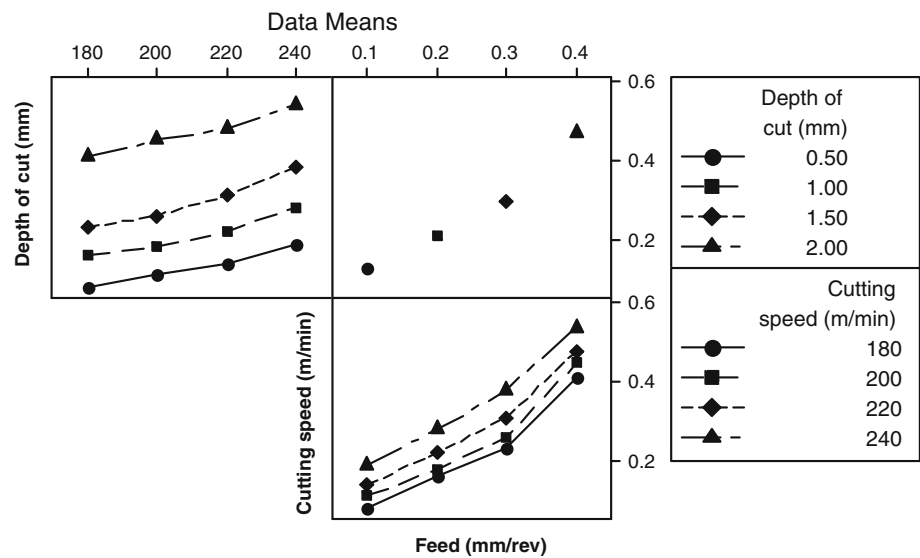 Data Means
180 200 220 240
0.1 0.2 0.3 0.4
Depth of cut (mm)
0.6
0.4
0.2
Depth of
cut (mm)
0.50
1.00
1.50
2.00
Cutting speed (m/min)
0.6
0.4
0.2
Cutting
speed (m/min)
180
200
220
240
Feed (mm/rev)